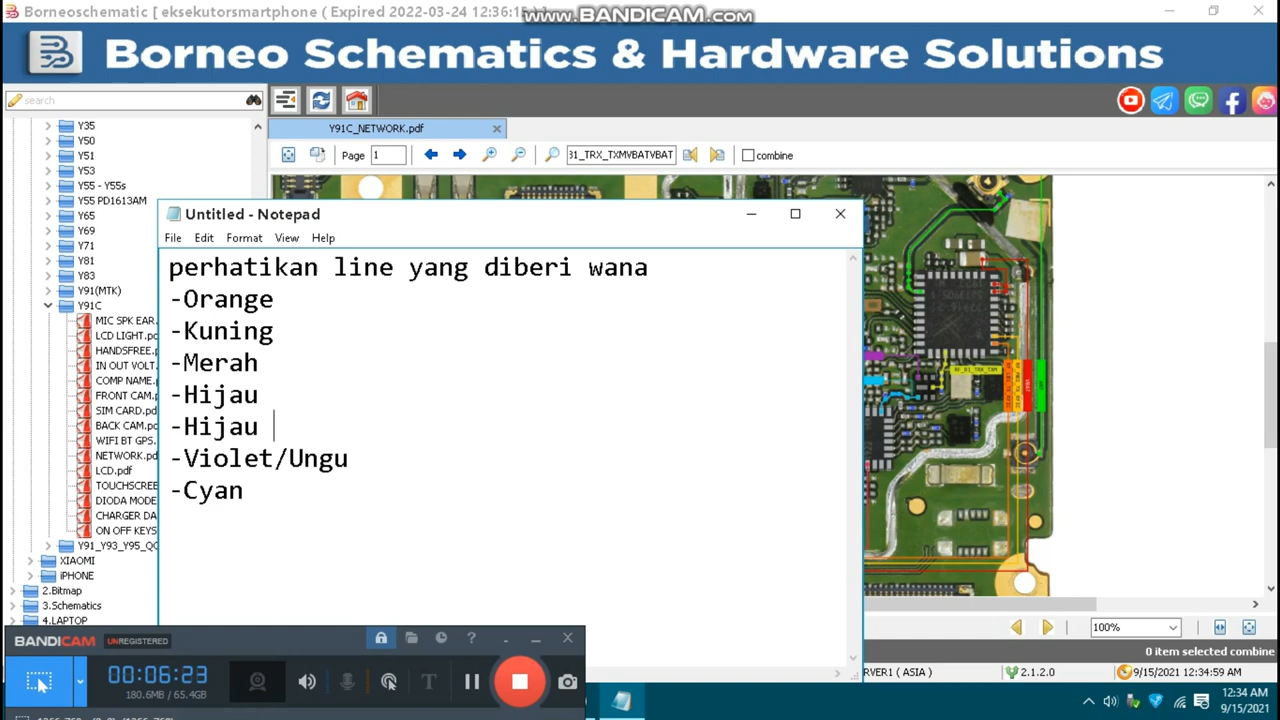 Borneoschematic [ eksekutorsmartphone ( Expired 2022-03-24 12:36:15 ) ]
www.BANDICAM.com
Borneo Schematics & Hardware Solutions
search
Y91C_NETWORK.pdf
Page 1
31_TRX_TXMVBATVBAT
combine
Y35
Y50
Y51
Y53
Y55 - Y55s
Y55 PD1613AM
Y65
Y69
Y71
Y81
Y83
Y91(MTK)
Y91C
MIC SPK EAR.
LCD LIGHT.pd
HANDSFREE.p
IN OUT VOLT.
COMP NAME.
FRONT CAM.p
SIM CARD.pd
BACK CAM.pd
WIFI BT GPS.
NETWORK.pd
LCD.pdf
TOUCHSCREE
DIODA MODE
CHARGER DA
ON OFF KEYS
Y91_Y93_Y95_QC
XIAOMI
iPHONE
2.Bitmap
3.Schematics
4.LAPTOP
Untitled - Notepad
File Edit Format View Help
perhatikan line yang diberi wana
-Orange
-Kuning
-Merah
-Hijau
-Hijau
-Violet/Ungu
-Cyan
VBAT
100%
0 item selected combine
RVER1 ( ASIA )
2.1.2.0
9/15/2021 12:34:59 AM
BANDICAM UNREGISTERED
00:06:23
180.6MB / 65.4GB
12:34 AM
9/15/2021